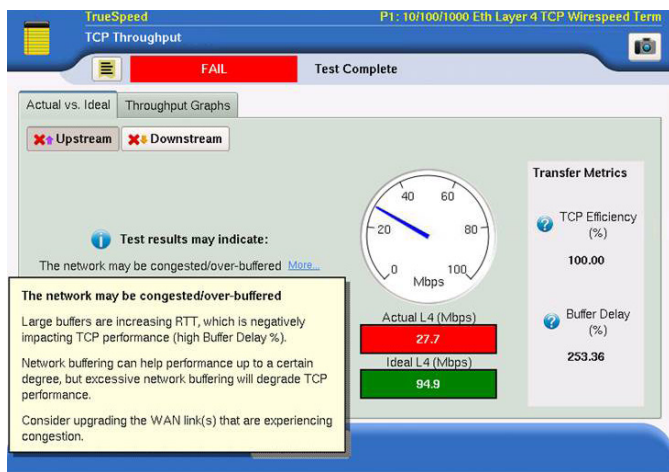 TrueSpeed
P1: 10/100/1000 Eth Layer 4 TCP Wirespeed Term
TCP Throughput
FAIL
Test Complete
Actual vs. Ideal
Throughput Graphs
Upstream
Downstream
Test results may indicate:
The network may be congested/over-buffered More...
The network may be congested/over-buffered
Large buffers are increasing RTT, which is negatively
impacting TCP performance (high Buffer Delay %).
Network buffering can help performance up to a certain
degree, but excessive network buffering will degrade TCP
performance.
Consider upgrading the WAN link(s) that are experiencing
congestion.
40 60
20 80
0 100
Mbps
Actual L4 (Mbps)
27.7
Ideal L4 (Mbps)
94.9
Transfer Metrics
TCP Efficiency
(%)
100.00
Buffer Delay
(%)
253.36